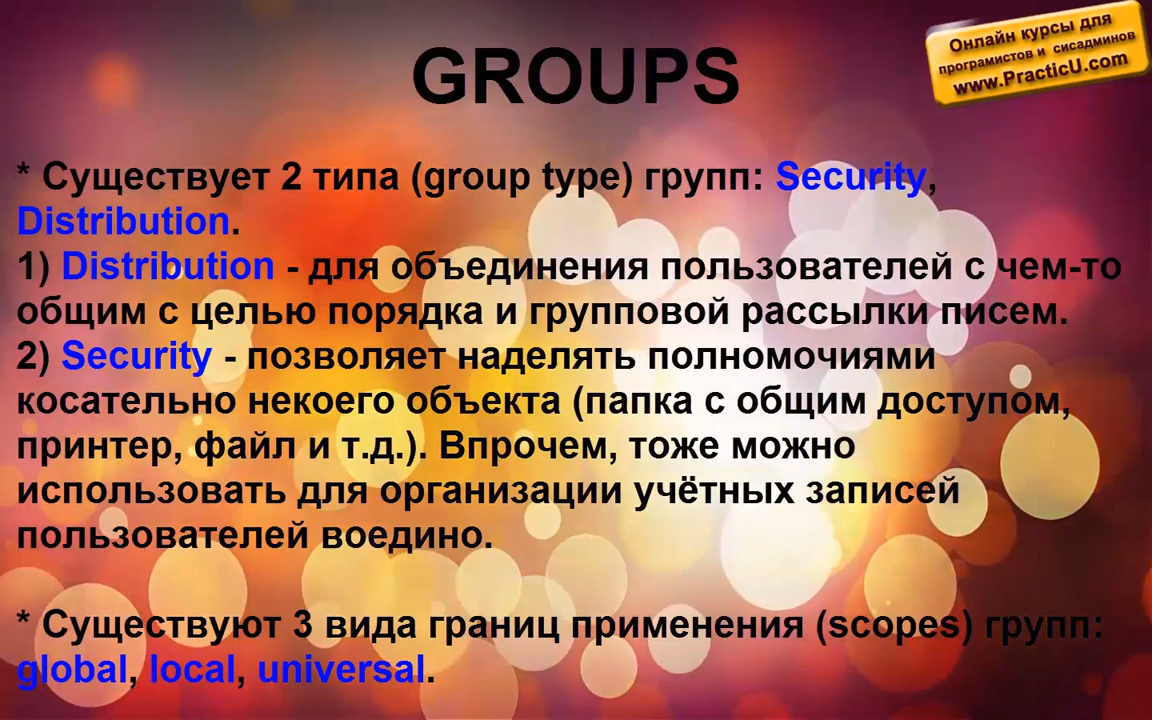 Онлайн курсы для
програмистов и сисадминов
www.PracticU.com
GROUPS
* Существует 2 типа (group type) групп: Security,
Distribution.
1) Distribution - для объединения пользователей с чем-то
общим с целью порядка и групповой рассылки писем.
2) Security - позволяет наделять полномочиями
косательно некоего объекта (папка с общим доступом,
принтер, файл и т.д.). Впрочем, тоже можно
использовать для организации учётных записей
пользователей воедино.
* Существуют 3 вида границ применения (scopes) групп:
global, local, universal.